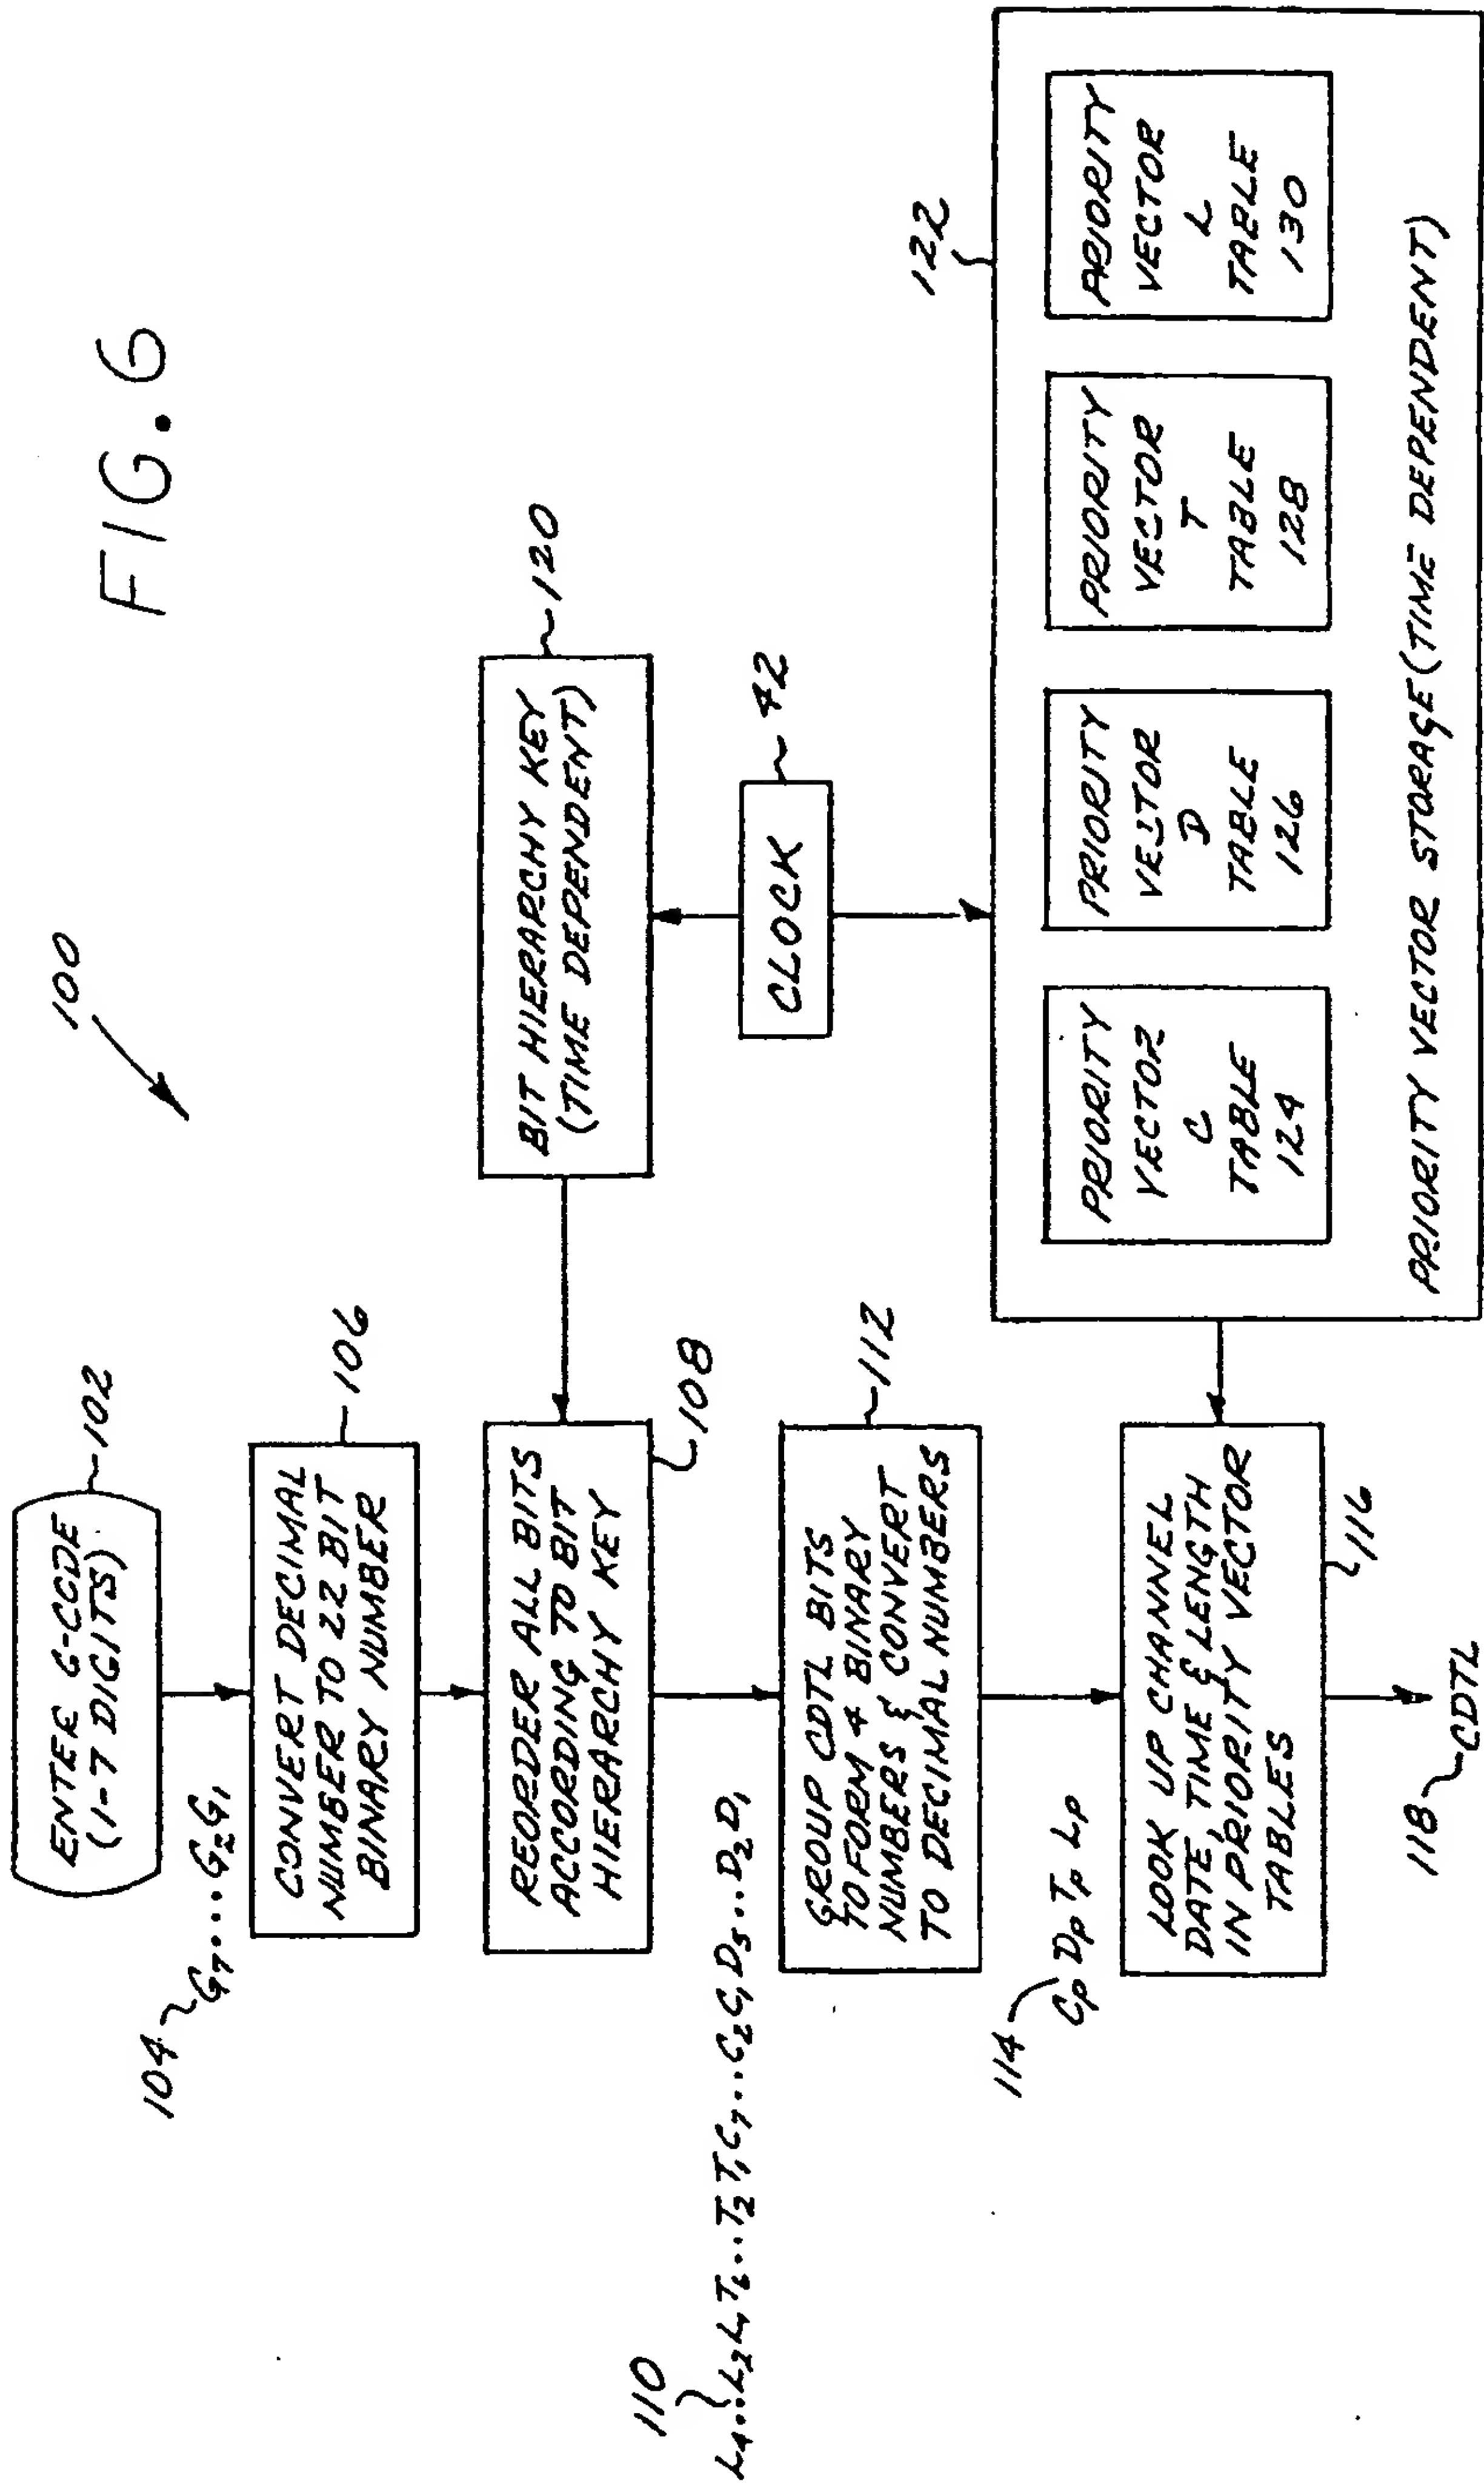 FIG. 6
100
ENTER G-CODE
(1-7 DIGITS)
102
104
G7...G2G1
CONVERT DECIMAL
NUMBER TO 22 BIT
BINARY NUMBER
106
REORDER ALL BITS
ACCORDING TO BIT
HIERARCHY KEY
108
BIT HIERARCHY KEY
(TIME DEPENDENT)
120
CLOCK
42
110
L4..L2L1T6..T2T1C7..C2C1D5..D2D1
GROUP CDTL BITS
TO FORM 4 BINARY
NUMBERS & CONVERT
TO DECIMAL NUMBERS
112
114
Cp Dp Tp Lp
LOOK UP CHANNEL
DATE, TIME & LENGTH
IN PRIORITY VECTOR
TABLES
116
118
CDTL
122
PRIORITY
VECTOR
C
TABLE
124
PRIORITY
VECTOR
D
TABLE
126
PRIORITY
VECTOR
T
TABLE
128
PRIORITY
VECTOR
L
TABLE
130
PRIORITY VECTOR STORAGE (TIME DEPENDENT)